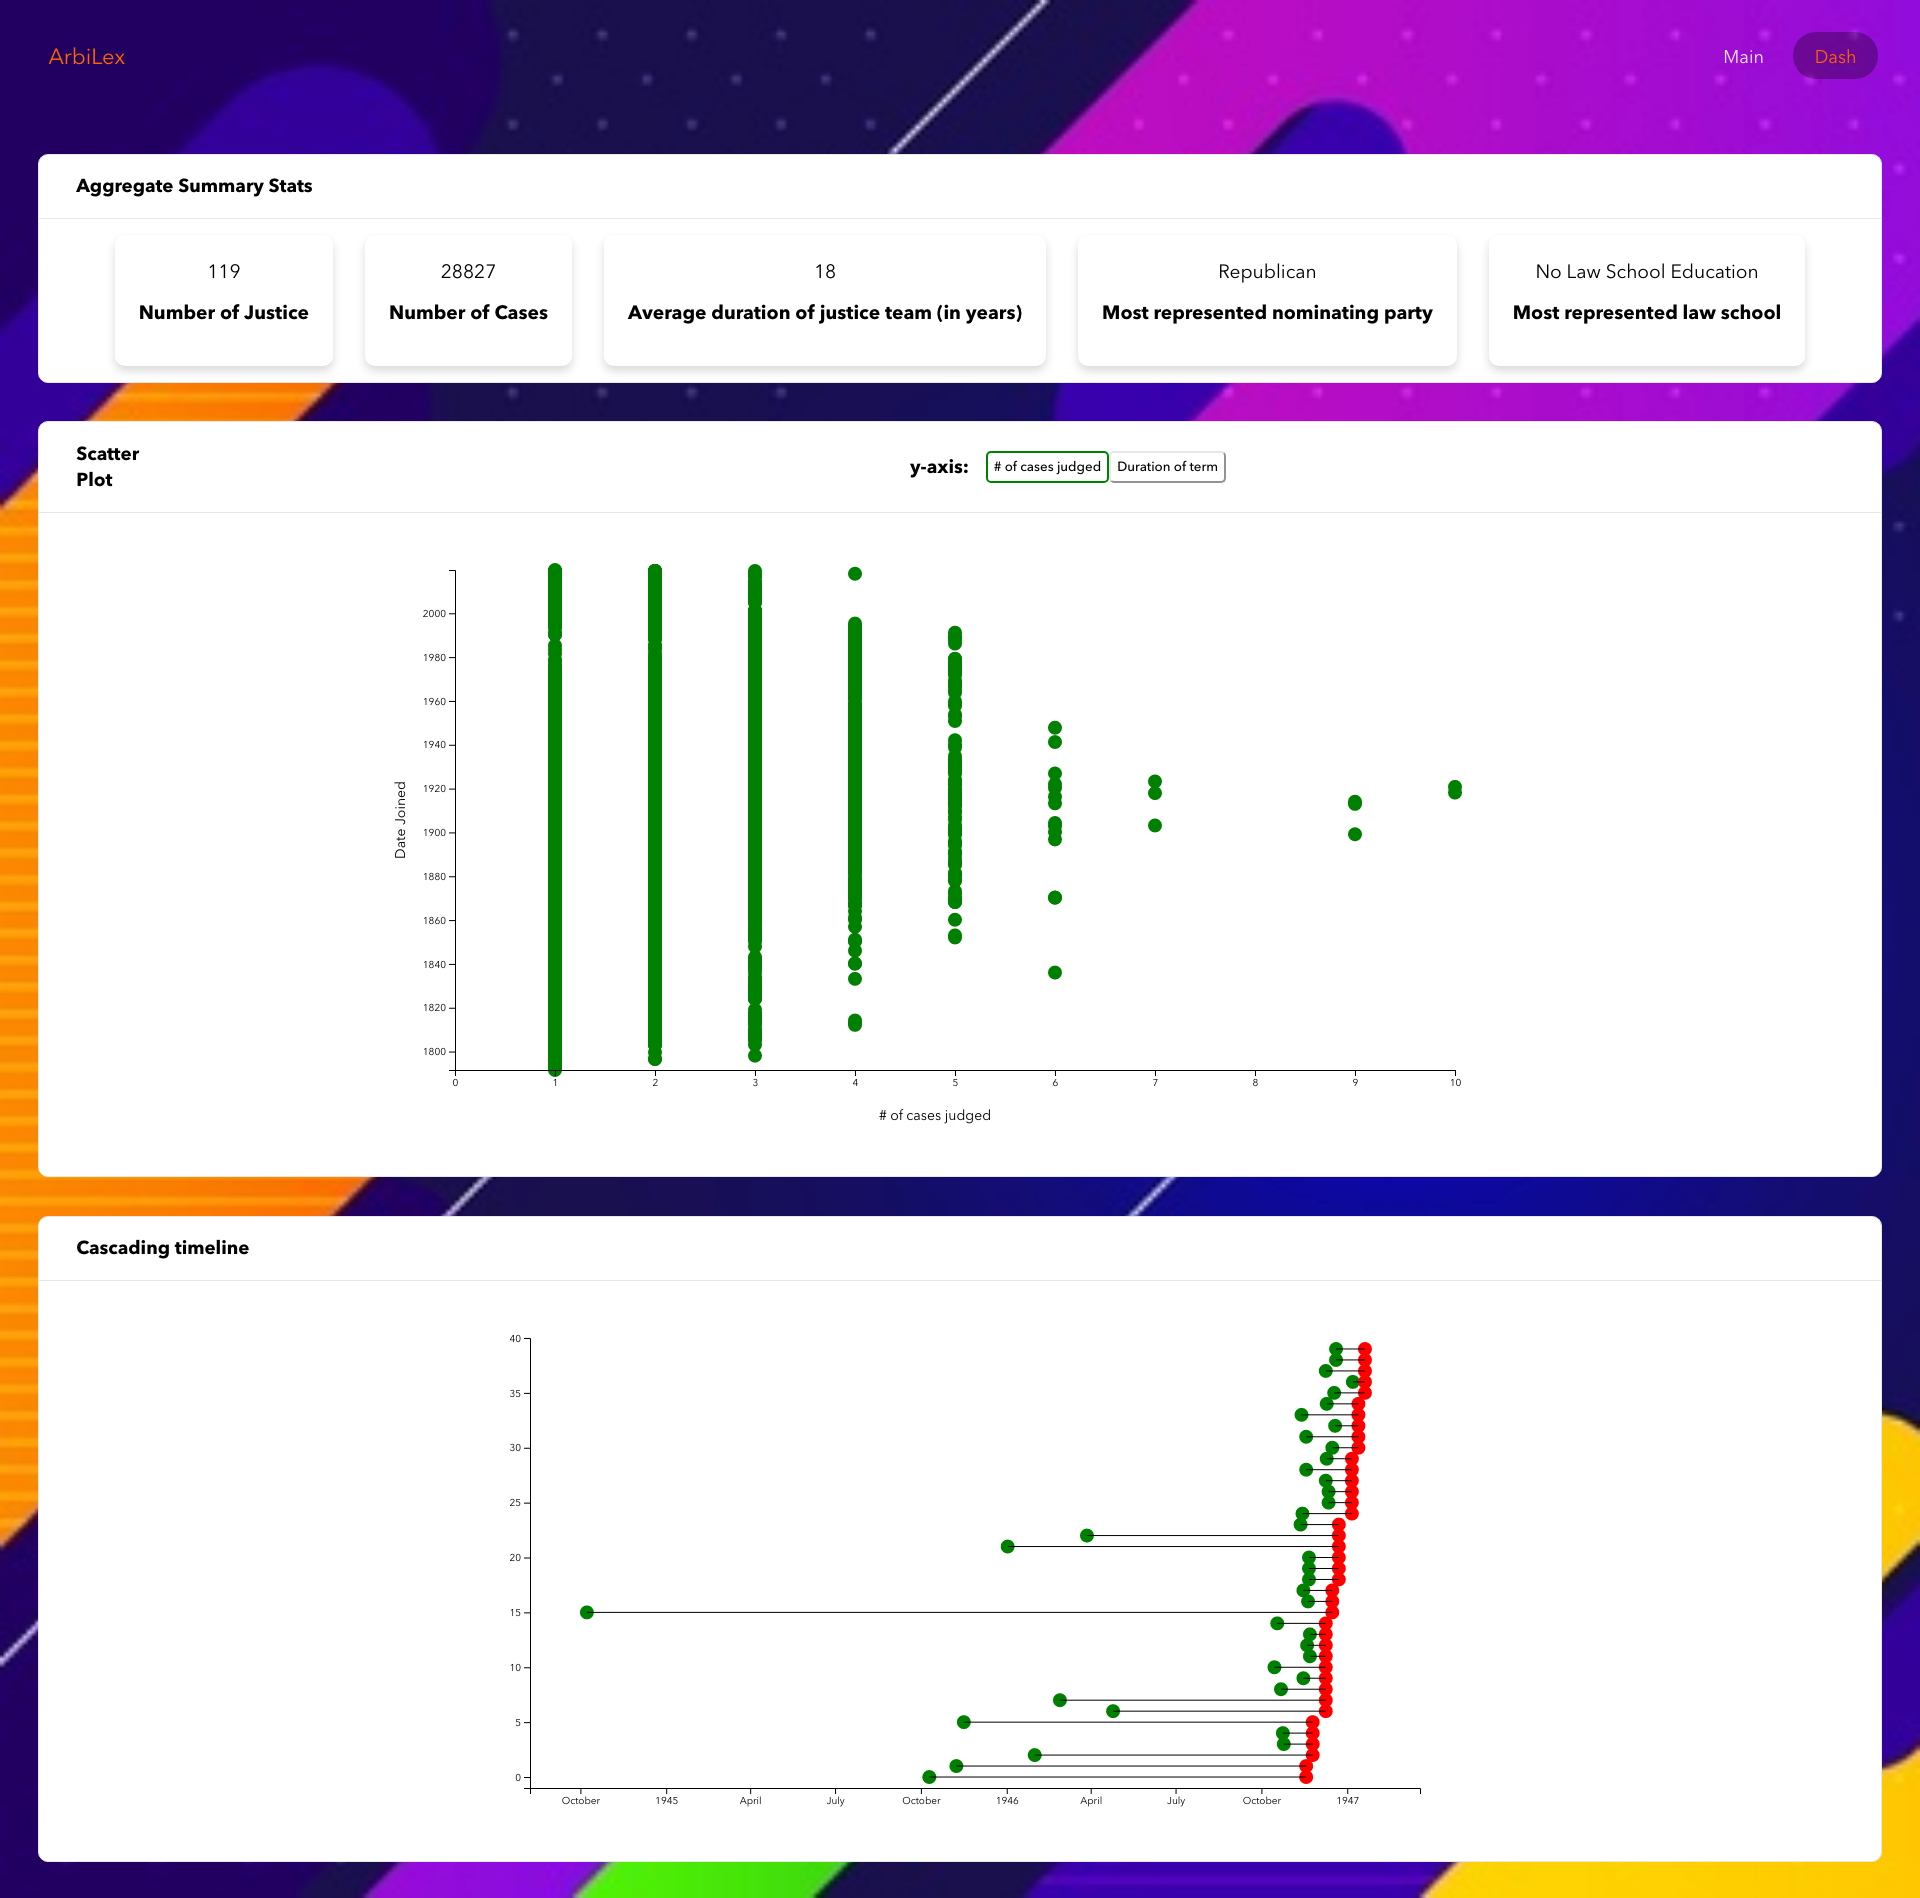 ArbiLex
Main
Dash
Aggregate Summary Stats
119
Number of Justice
28827
Number of Cases
18
Average duration of justice team (in years)
Republican
Most represented nominating party
No Law School Education
Most represented law school
Scatter
Plot
y-axis:
# of cases judged
Duration of term
Date Joined
2000
1980
1960
1940
1920
1900
1880
1860
1840
1820
1800
0 1 2 3 4 5 6 7 8 9 10
# of cases judged
Cascading timeline
40
35
30
25
20
15
10
5
0
October 1945 April July October 1946 April July October 1947